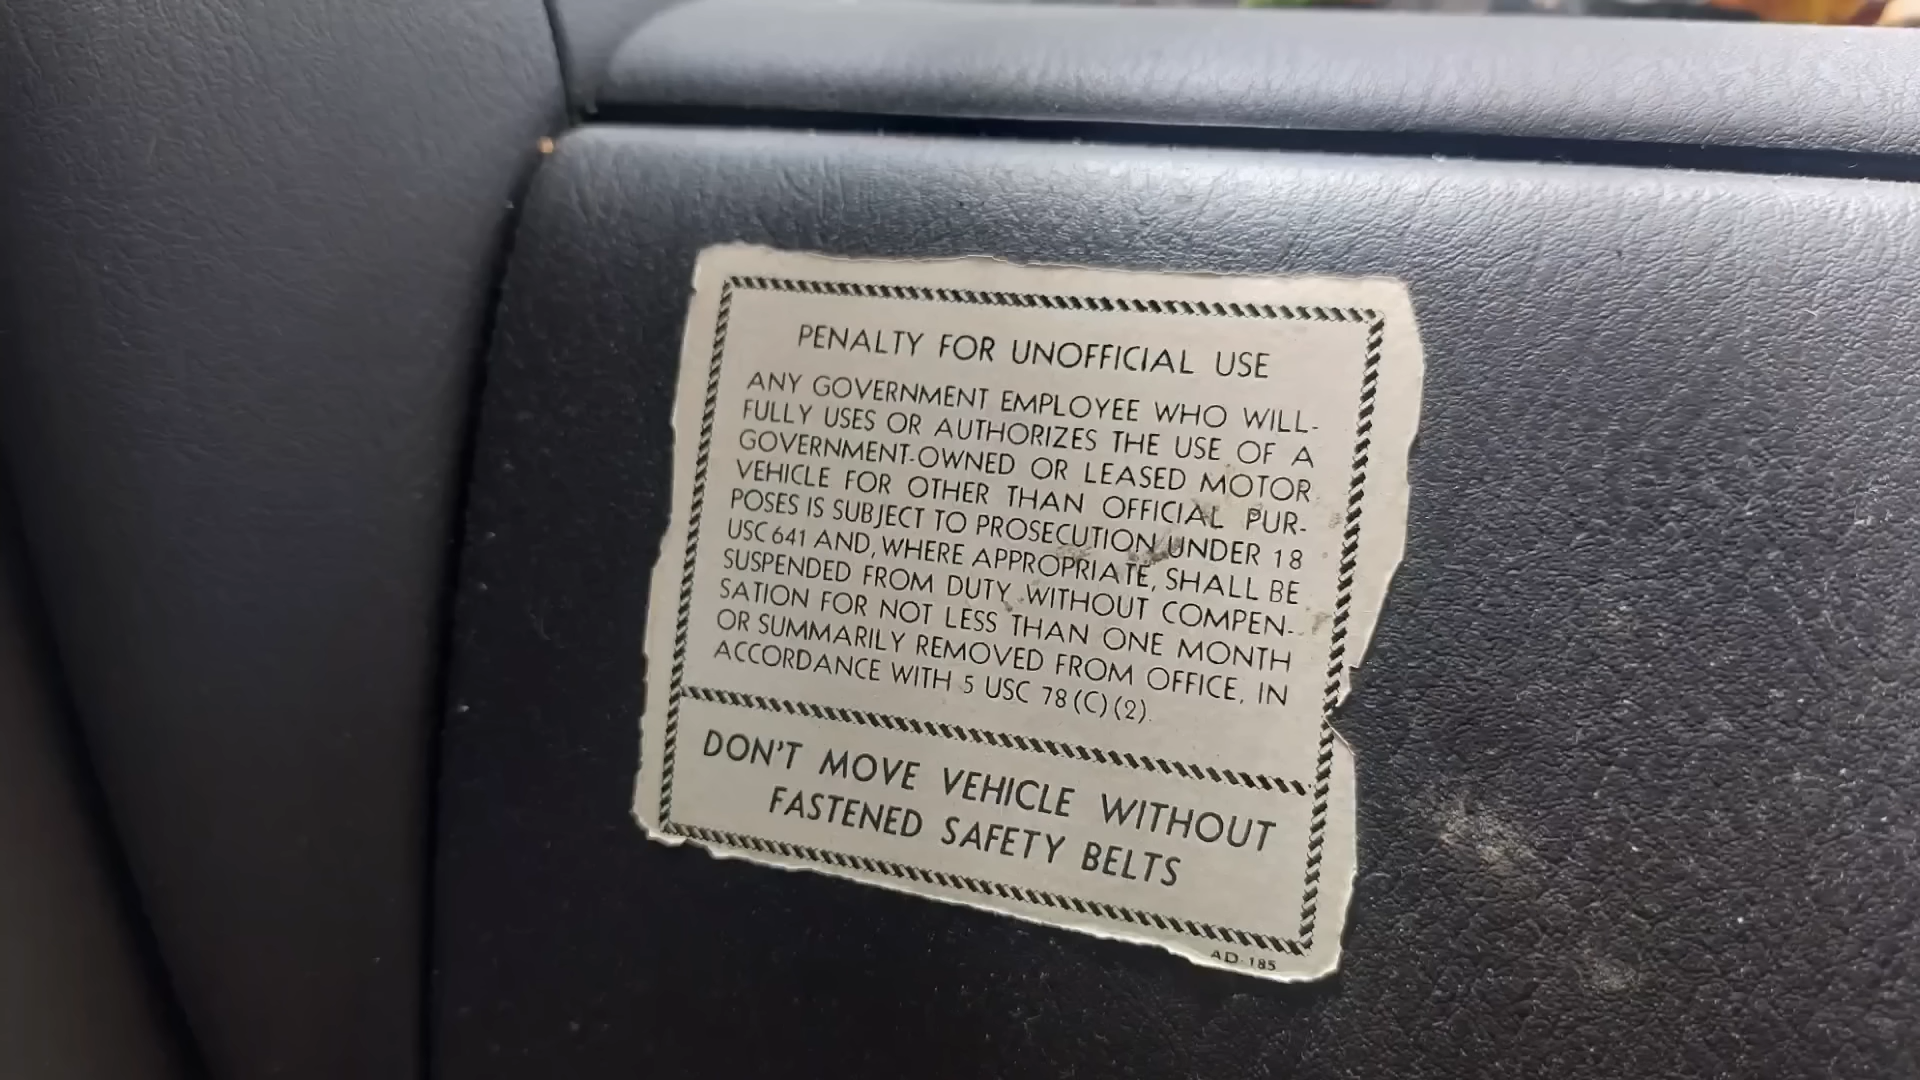 PENALTY FOR UNOFFICIAL USE
ANY GOVERNMENT EMPLOYEE WHO WILL-
FULLY USES OR AUTHORIZES THE USE OF A
GOVERNMENT-OWNED OR LEASED MOTOR
VEHICLE FOR OTHER THAN OFFICIAL PUR-
POSES IS SUBJECT TO PROSECUTION UNDER 18
USC 641 AND, WHERE APPROPRIATE, SHALL BE
SUSPENDED FROM DUTY WITHOUT COMPEN-
SATION FOR NOT LESS THAN ONE MONTH
OR SUMMARILY REMOVED FROM OFFICE, IN
ACCORDANCE WITH 5 USC 78 (C) (2).
DON'T MOVE VEHICLE WITHOUT
FASTENED SAFETY BELTS
AD-185